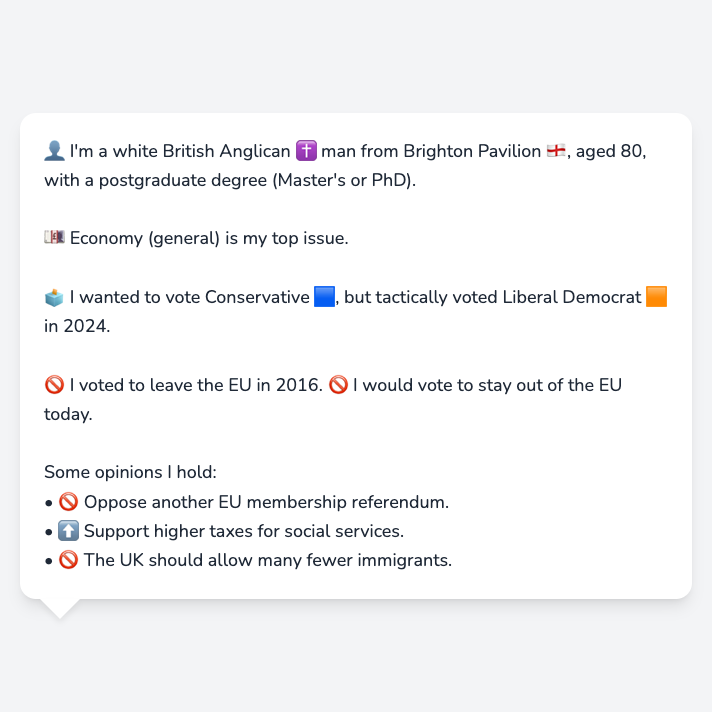 👤 I'm a white British Anglican ✝️ man from Brighton Pavilion 🏴󠁧󠁢󠁥󠁮󠁧󠁿, aged 80,
with a postgraduate degree (Master's or PhD).
💷 Economy (general) is my top issue.
🗳️ I wanted to vote Conservative 🟦, but tactically voted Liberal Democrat 🟧
in 2024.
🚫 I voted to leave the EU in 2016. 🚫 I would vote to stay out of the EU
today.
Some opinions I hold:
• 🚫 Oppose another EU membership referendum.
• ⬆️ Support higher taxes for social services.
• 🚫 The UK should allow many fewer immigrants.